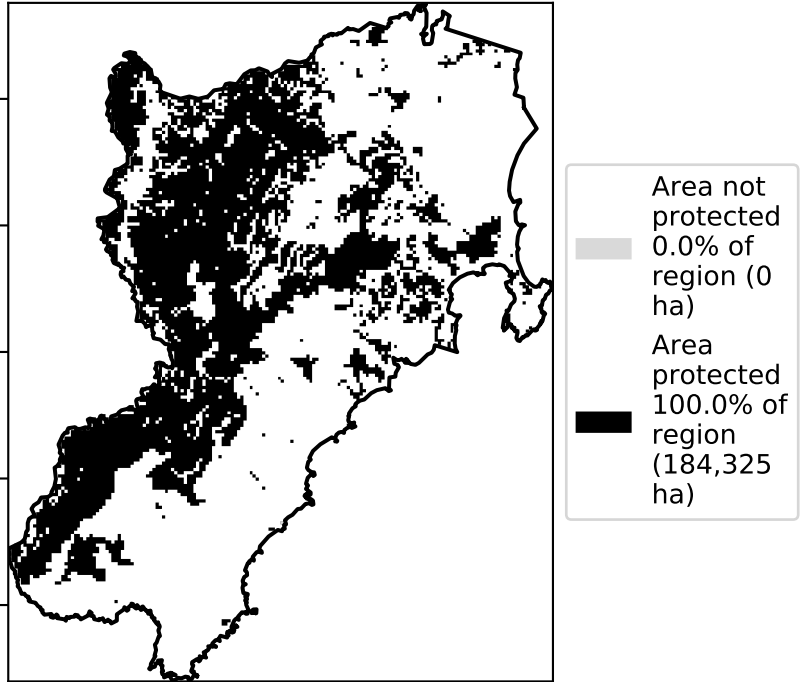 Area not
protected
0.0% of
region (0
ha)
Area
protected
100.0% of
region
(184,325
ha)